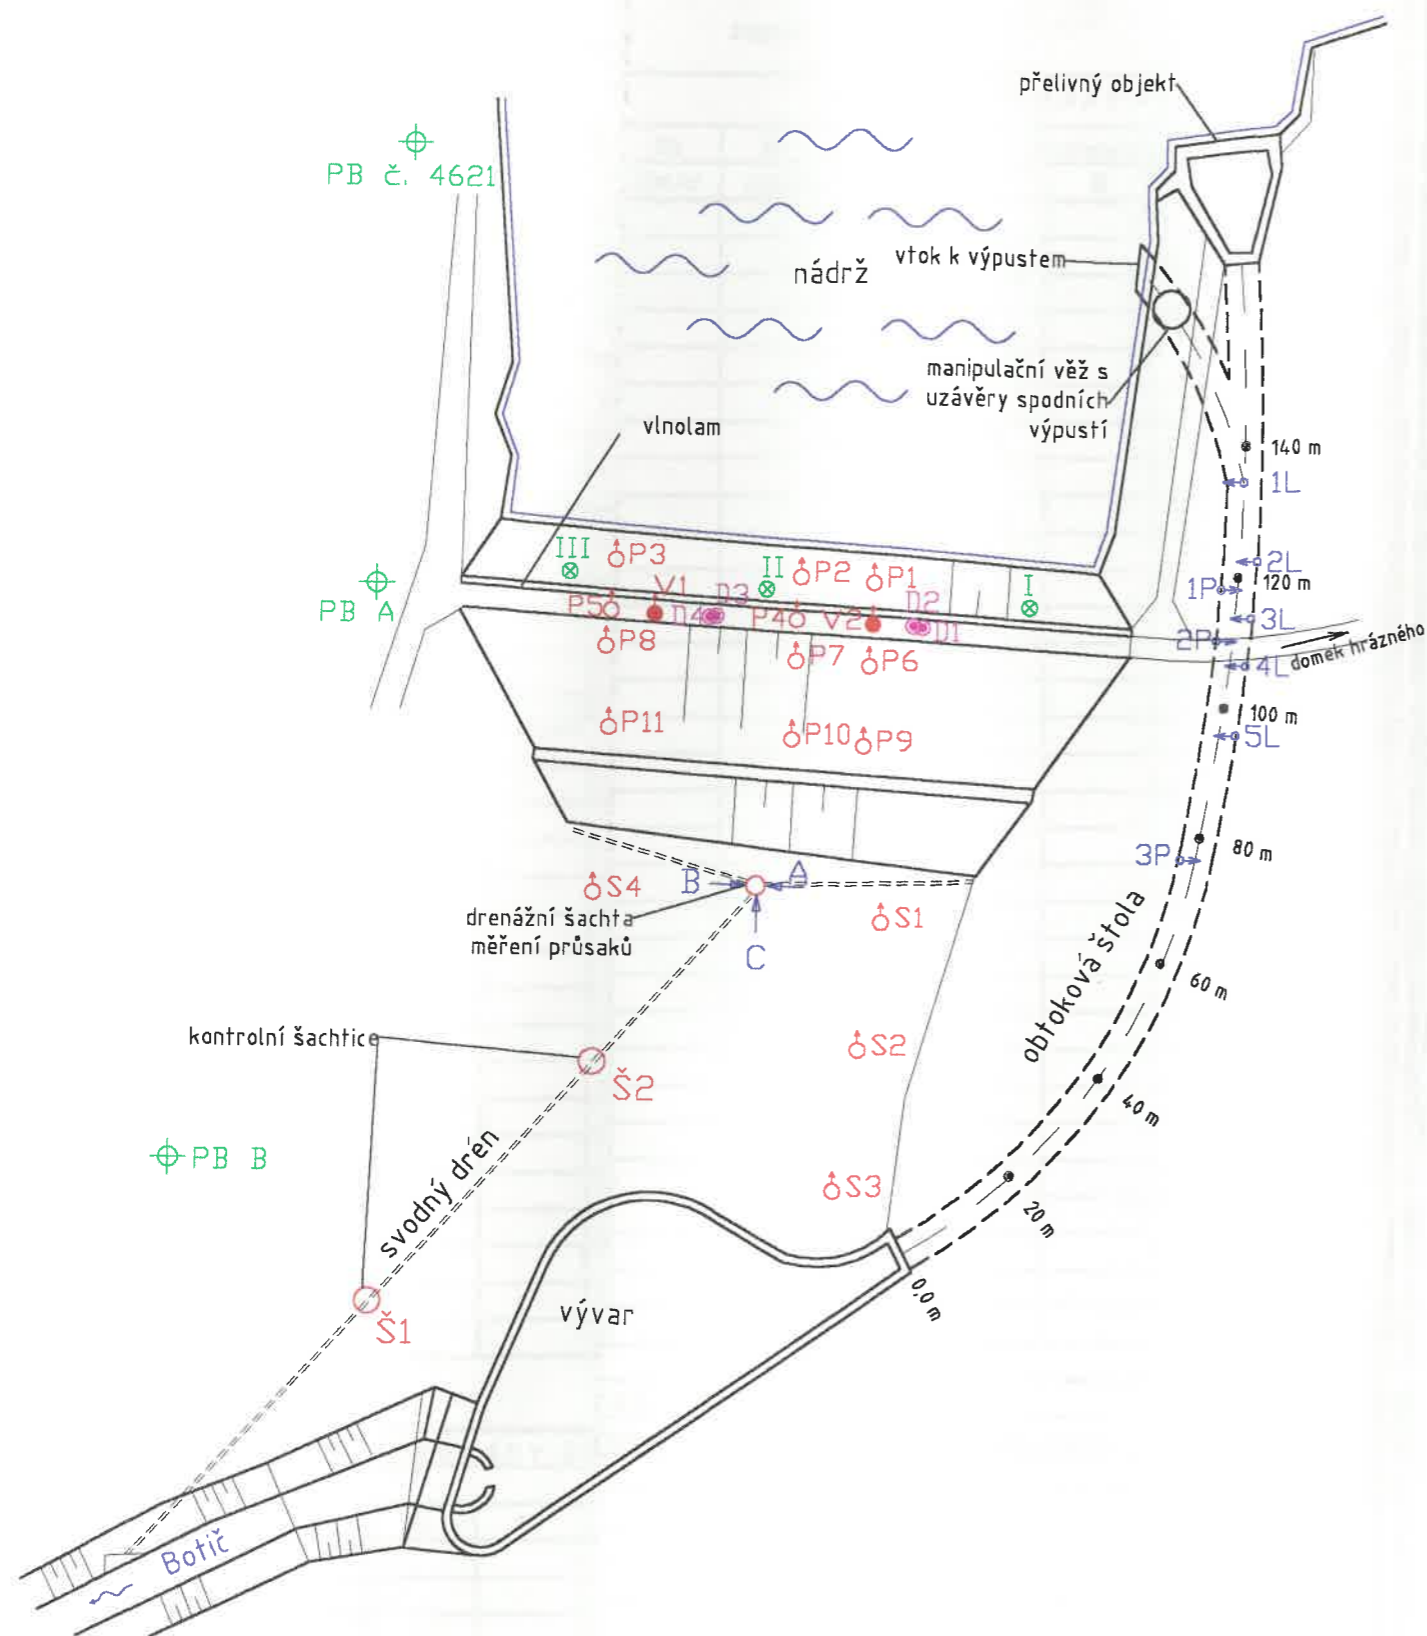 přelivný objekt
PB č. 4621
vtok k výpustem
nádrž
manipulační věž s
uzávěry spodních
výpustí
vlnolam
140 m
1L
III
P3
II
P2
P1
I
2L
120 m
1P
PB A
V1
D3
D2
P5
D4
P4
V2
D1
3L
2P
domek hrázného
P8
P7
P6
4L
100 m
P11
P10
P9
5L
80 m
3P
B
A
S4
S1
drenážní šachta
měření průsaků
C
60 m
obtoková štola
kontrolní šachtice
S2
Š2
40 m
PB B
svodný drén
S3
20 m
0,0 m
vývar
Š1
Botič